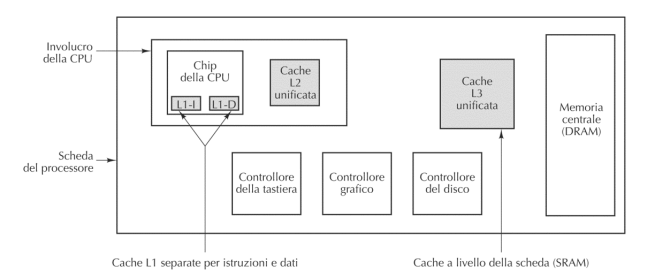 Involucro
della CPU
Chip
della CPU
L1-I
L1-D
Cache
L2
unificata
Cache
L3
unificata
Memoria
centrale
(DRAM)
Scheda
del processore
Controllore
della tastiera
Controllore
grafico
Controllore
del disco
Cache L1 separate per istruzioni e dati
Cache a livello della scheda (SRAM)